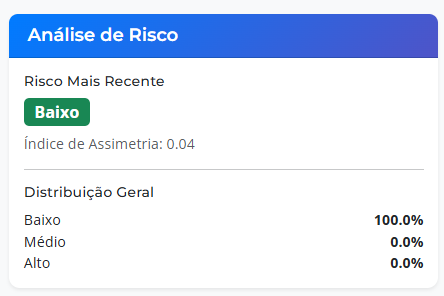 Análise de Risco
Risco Mais Recente
Baixo
Índice de Assimetria: 0.04
Distribuição Geral
Baixo 100.0%
Médio 0.0%
Alto 0.0%